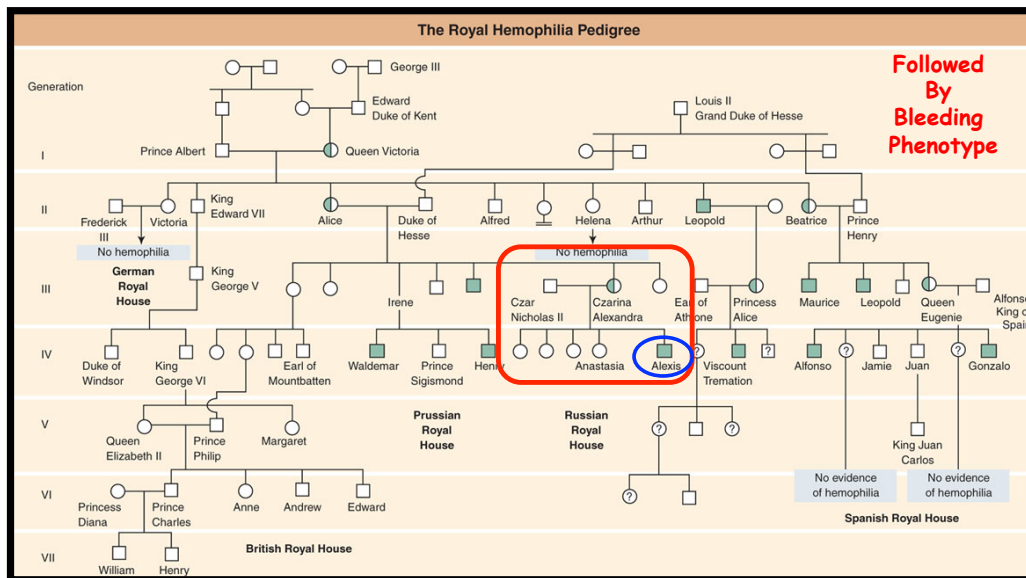 The Royal Hemophilia Pedigree
Followed
By
Bleeding
Phenotype
Generation
George III
Edward
Duke of Kent
Louis II
Grand Duke of Hesse
I
Prince Albert
Queen Victoria
II
Frederick
III
Victoria
King
Edward VII
Alice
Duke of
Hesse
Alfred
Helena
Arthur
Leopold
Beatrice
Prince
Henry
No hemophilia
No hemophilia
German
Royal
House
III
King
George V
Irene
Czar
Nicholas II
Czarina
Alexandra
Earl of
Athlone
Princess
Alice
Maurice
Leopold
Queen
Eugenie
Alfonso
King of
Spain
IV
Duke of
Windsor
King
George VI
Earl of
Mountbatten
Waldemar
Prince
Sigismond
Henry
Anastasia
Alexis
?
Viscount
Tremation
?
Alfonso
?
Jamie
Juan
?
Gonzalo
V
Queen
Elizabeth II
Prince
Philip
Margaret
Prussian
Royal
House
Russian
Royal
House
?
?
King Juan
Carlos
No evidence
of hemophilia
No evidence
of hemophilia
VI
Princess
Diana
Prince
Charles
Anne
Andrew
Edward
?
Spanish Royal House
VII
William
Henry
British Royal House